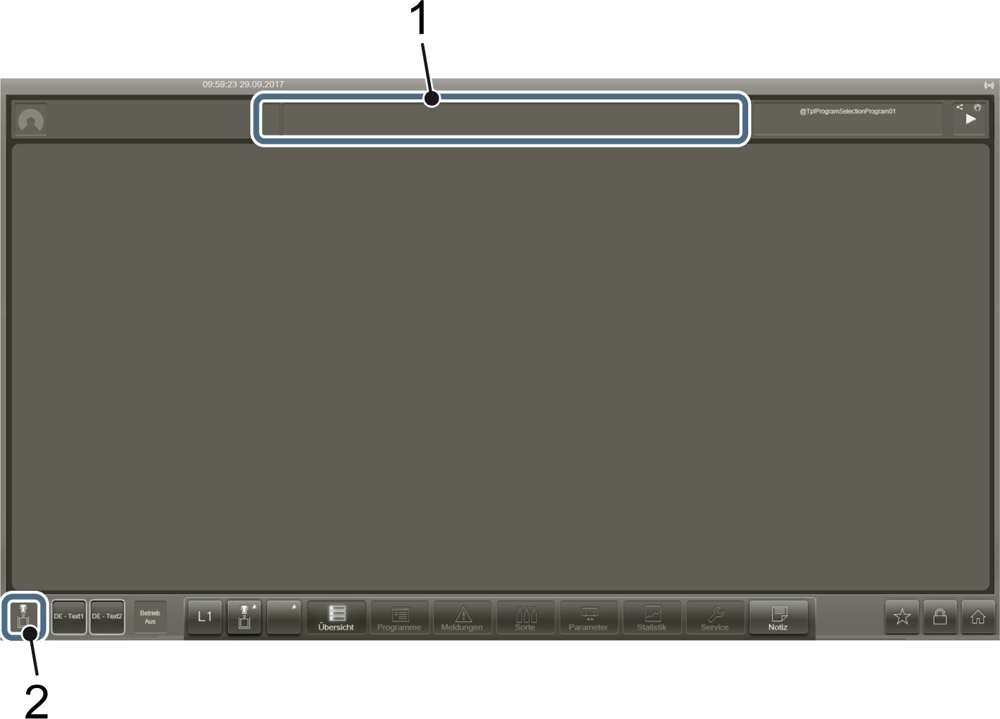 1
09:59:23 29.09.2017
@TplProgramSelectionProgram01
DE - Text1
DE - Text2
Betrieb
Aus
L1
Übersicht
Programme
Meldungen
Sorte
Parameter
Statistik
Service
Notiz
2